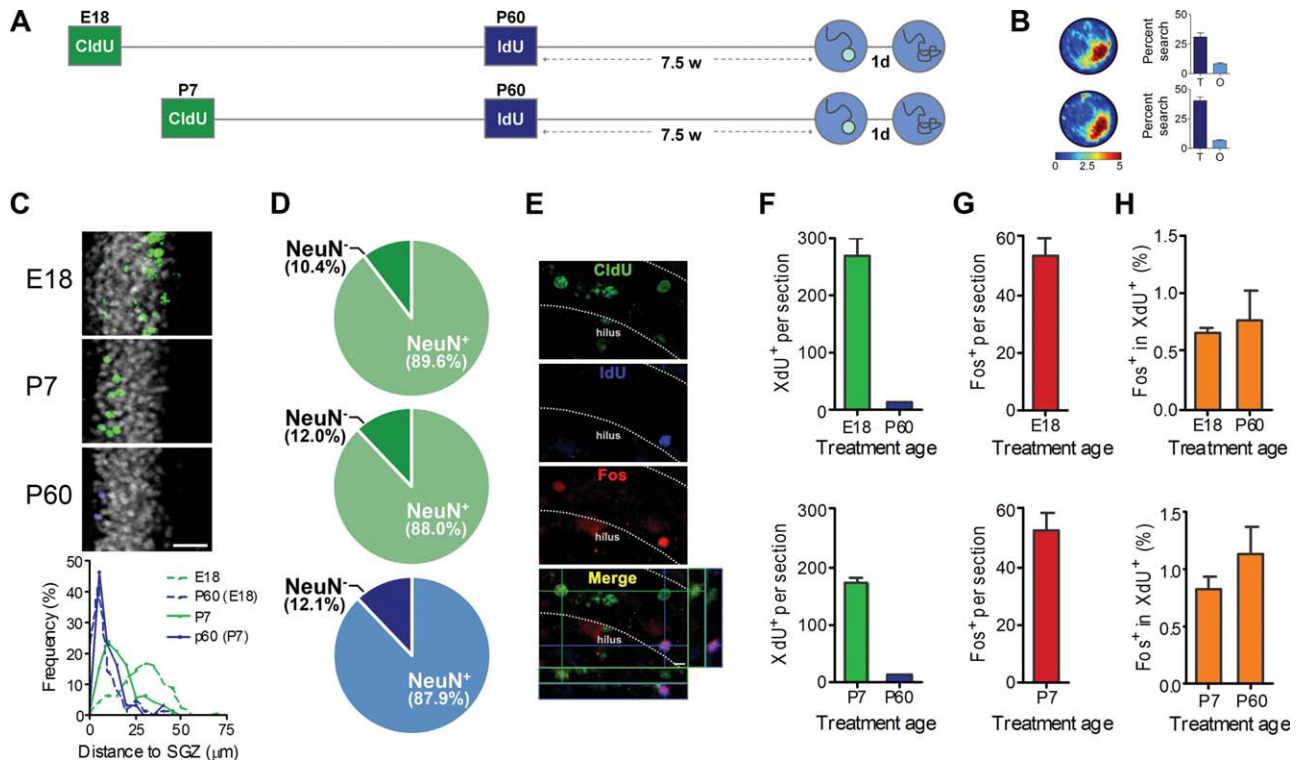 A
E18
CldU
P60
IdU
7.5 w
1d
P7
CldU
P60
IdU
7.5 w
1d
B
50
25
0
Percent
search
T O
50
25
0
Percent
search
T O
0 2.5 5
C
E18
P7
P60
50
40
30
20
10
0
Frequency (%)
E18
P60 (E18)
P7
p60 (P7)
0 25 50 75
Distance to SGZ (μm)
D
NeuN-
(10.4%)
NeuN+
(89.6%)
NeuN-
(12.0%)
NeuN+
(88.0%)
NeuN-
(12.1%)
NeuN+
(87.9%)
E
CldU
hilus
IdU
hilus
Fos
hilus
Merge
hilus
F
300
200
100
0
XdU+ per section
E18 P60
Treatment age
300
200
100
0
XdU+ per section
P7 P60
Treatment age
G
60
40
20
0
Fos+ per section
E18
Treatment age
60
40
20
0
Fos+ per section
P7
Treatment age
H
1.5
1.0
0.5
0.0
Fos+ in XdU+ (%)
E18 P60
Treatment age
1.5
1.0
0.5
0.0
Fos+ in XdU+ (%)
P7 P60
Treatment age